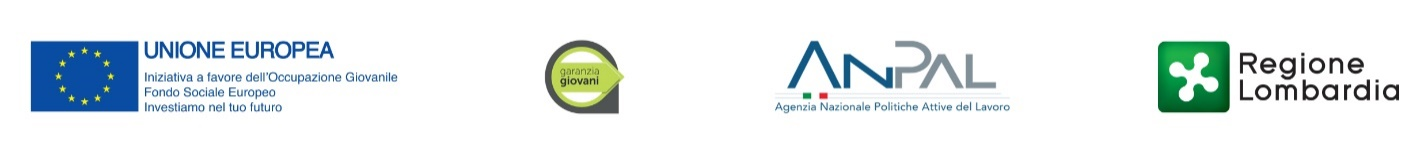 UNIONE EUROPEA
Iniziativa a favore dell'Occupazione Giovanile
Fondo Sociale Europeo
Investiamo nel tuo futuro
garanzia
giovani
ANPAL
Agenzia Nazionale Politiche Attive del Lavoro
Regione
Lombardia